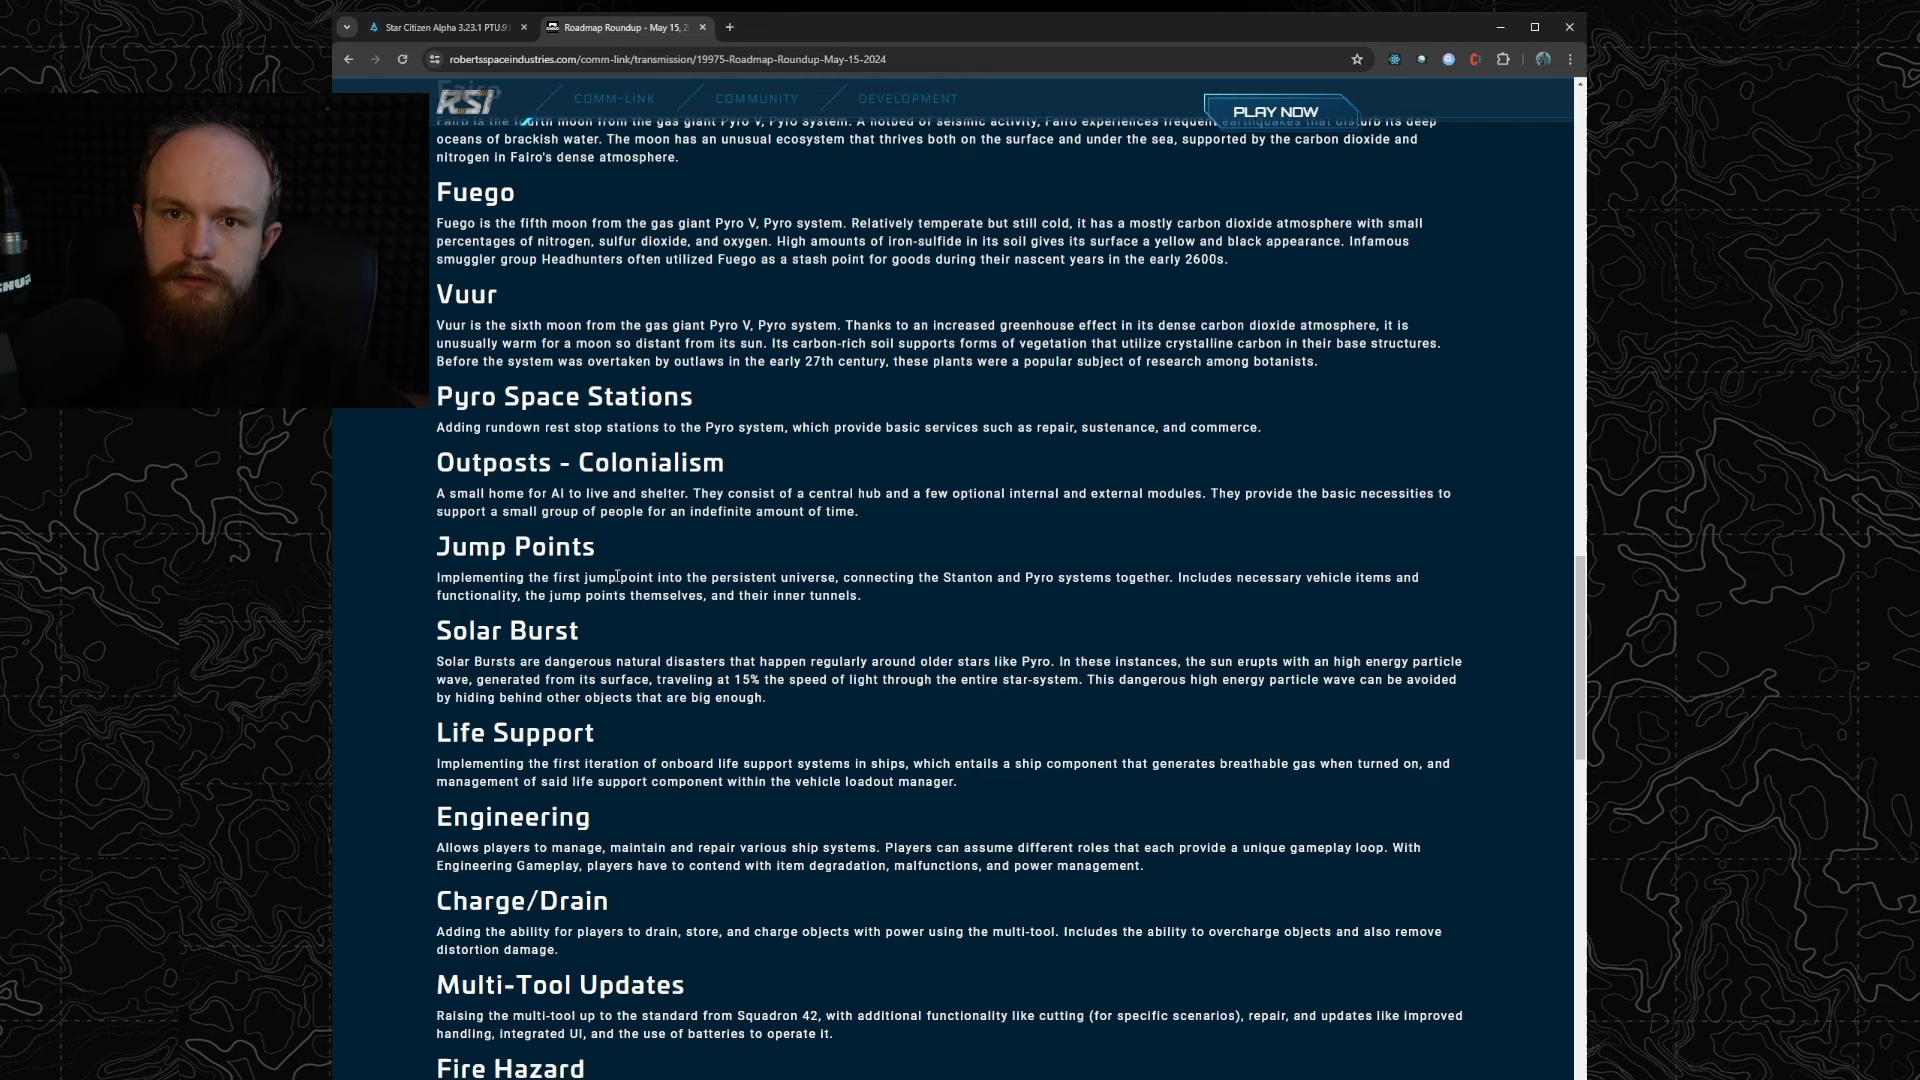 Star Citizen Alpha 3.23.1 PTU.91
Roadmap Roundup - May 15, 2
robertsspaceindustries.com/comm-link/transmission/19975-Roadmap-Roundup-May-15-2024
Fairo
RSI
COMM-LINK
COMMUNITY
DEVELOPMENT
PLAY NOW
Fairo is the fourth moon from the gas giant Pyro V, Pyro system. A hotbed of seismic activity, Fairo experiences frequent earthquakes that disturb its deep
oceans of brackish water. The moon has an unusual ecosystem that thrives both on the surface and under the sea, supported by the carbon dioxide and
nitrogen in Fairo's dense atmosphere.
Fuego
Fuego is the fifth moon from the gas giant Pyro V, Pyro system. Relatively temperate but still cold, it has a mostly carbon dioxide atmosphere with small
percentages of nitrogen, sulfur dioxide, and oxygen. High amounts of iron-sulfide in its soil gives its surface a yellow and black appearance. Infamous
smuggler group Headhunters often utilized Fuego as a stash point for goods during their nascent years in the early 2600s.
Vuur
Vuur is the sixth moon from the gas giant Pyro V, Pyro system. Thanks to an increased greenhouse effect in its dense carbon dioxide atmosphere, it is
unusually warm for a moon so distant from its sun. Its carbon-rich soil supports forms of vegetation that utilize crystalline carbon in their base structures.
Before the system was overtaken by outlaws in the early 27th century, these plants were a popular subject of research among botanists.
Pyro Space Stations
Adding rundown rest stop stations to the Pyro system, which provide basic services such as repair, sustenance, and commerce.
Outposts - Colonialism
A small home for AI to live and shelter. They consist of a central hub and a few optional internal and external modules. They provide the basic necessities to
support a small group of people for an indefinite amount of time.
Jump Points
Implementing the first jump point into the persistent universe, connecting the Stanton and Pyro systems together. Includes necessary vehicle items and
functionality, the jump points themselves, and their inner tunnels.
Solar Burst
Solar Bursts are dangerous natural disasters that happen regularly around older stars like Pyro. In these instances, the sun erupts with an high energy particle
wave, generated from its surface, traveling at 15% the speed of light through the entire star-system. This dangerous high energy particle wave can be avoided
by hiding behind other objects that are big enough.
Life Support
Implementing the first iteration of onboard life support systems in ships, which entails a ship component that generates breathable gas when turned on, and
management of said life support component within the vehicle loadout manager.
Engineering
Allows players to manage, maintain and repair various ship systems. Players can assume different roles that each provide a unique gameplay loop. With
Engineering Gameplay, players have to contend with item degradation, malfunctions, and power management.
Charge/Drain
Adding the ability for players to drain, store, and charge objects with power using the multi-tool. Includes the ability to overcharge objects and also remove
distortion damage.
Multi-Tool Updates
Raising the multi-tool up to the standard from Squadron 42, with additional functionality like cutting (for specific scenarios), repair, and updates like improved
handling, integrated UI, and the use of batteries to operate it.
Fire Hazard